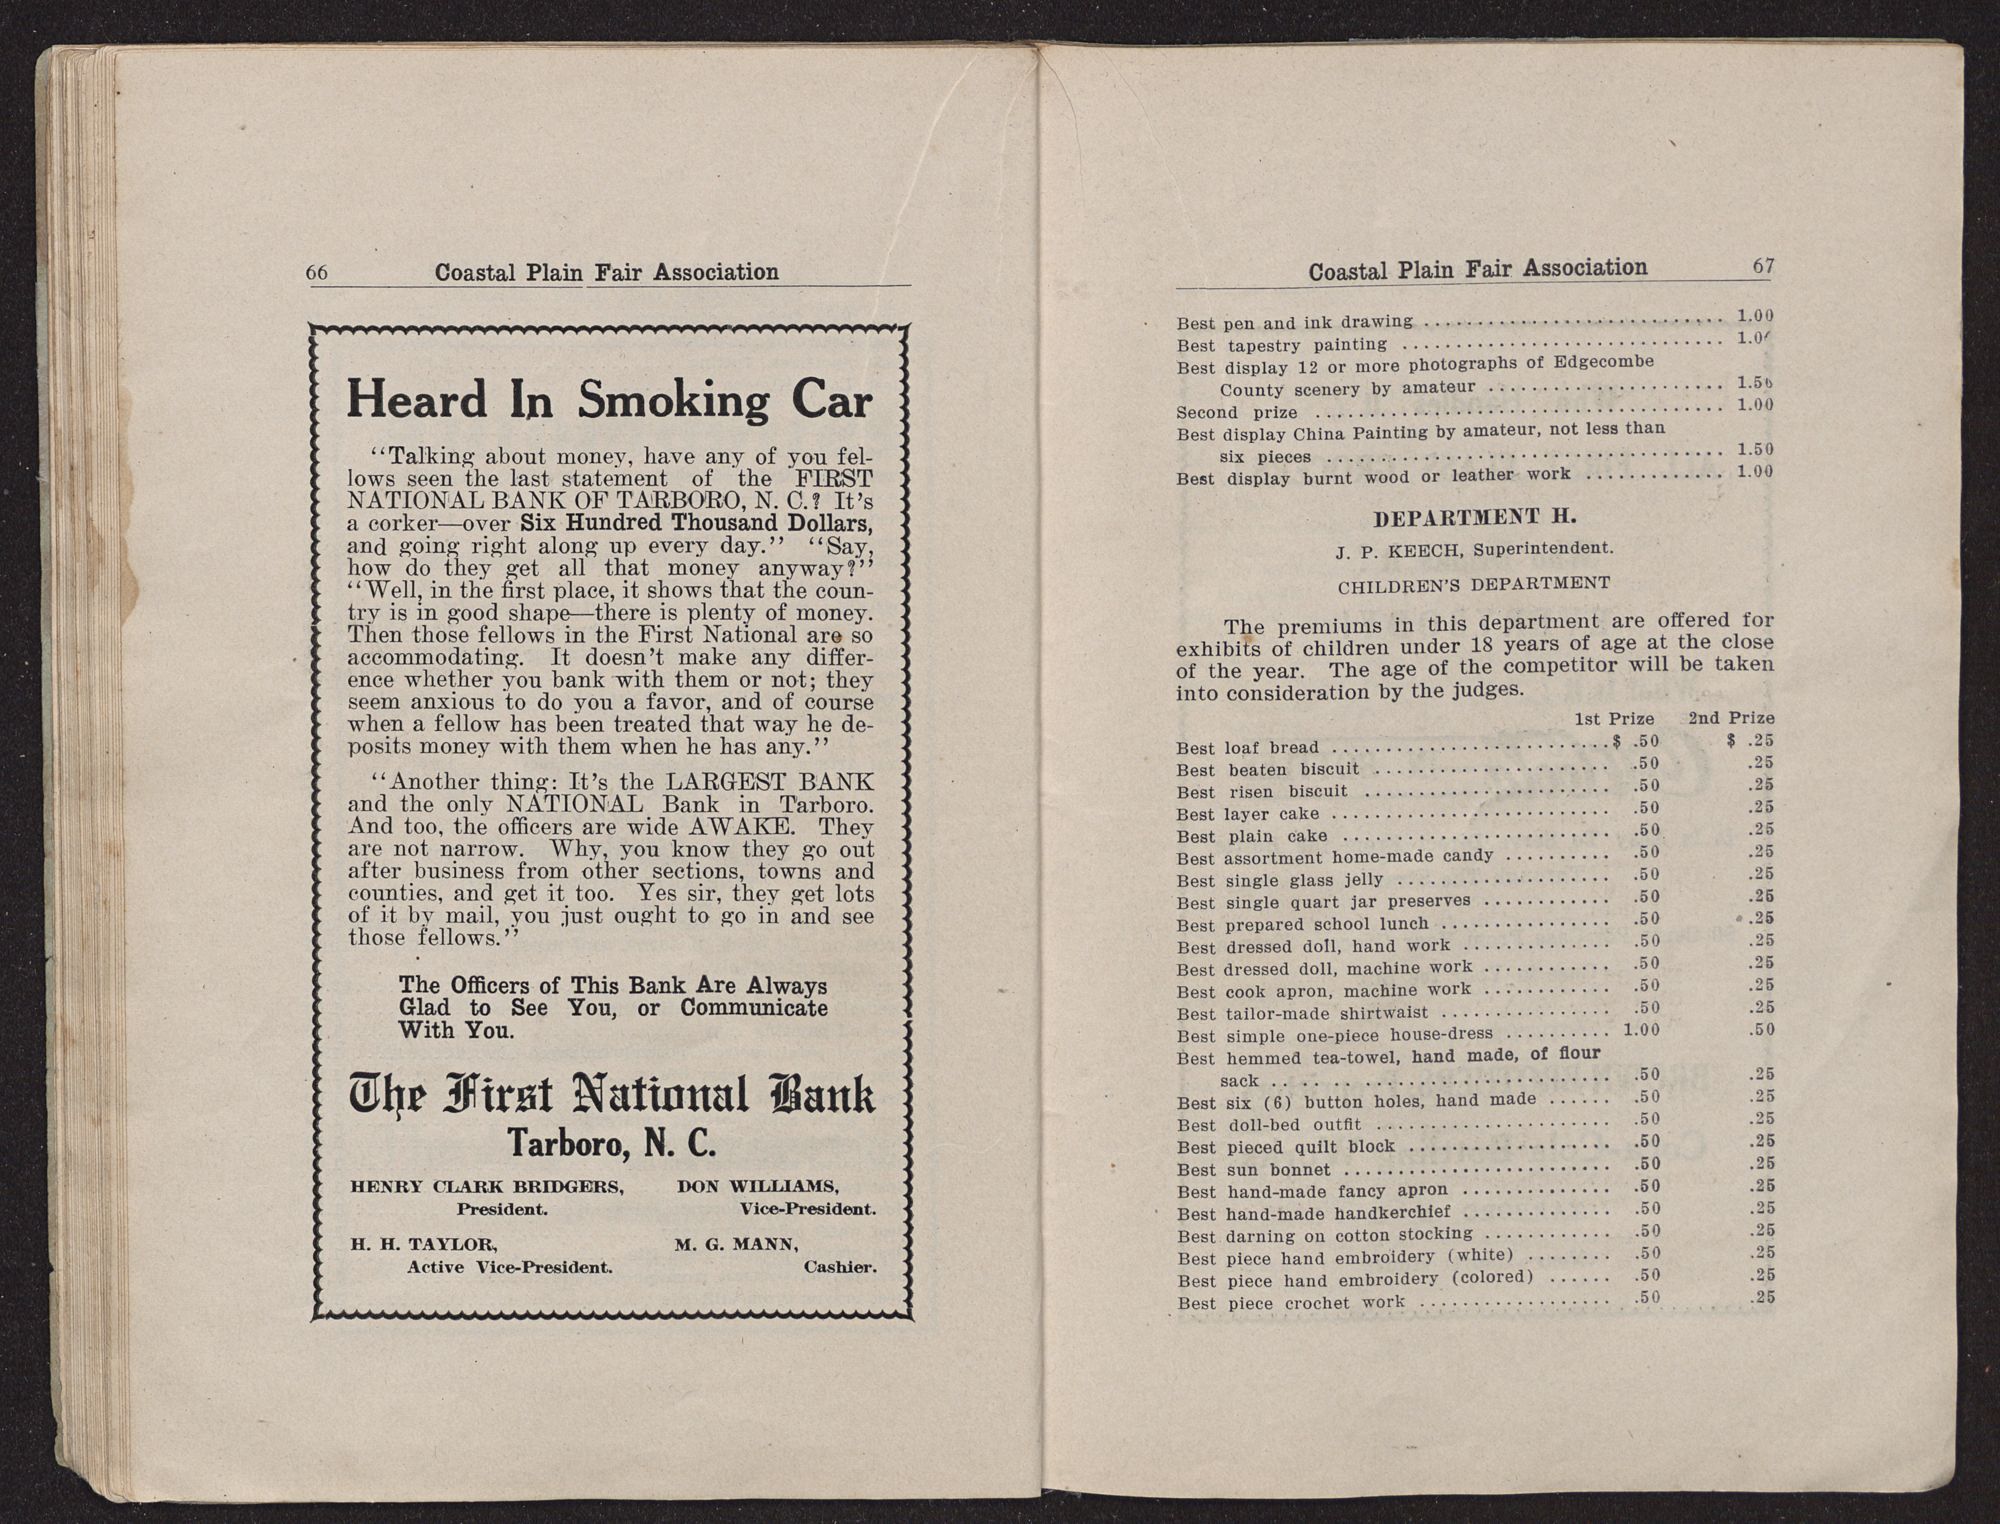 66 Coastal Plain Fair Association
Heard In Smoking Car
“Talking about money, have any of you fel-
lows seen the last statement of the FIRST
NATIONAL BANK OF TARBORO, N. C.? It’s
a corker—over Six Hundred Thousand Dollars,
and going right along up every day.” “Say,
how do they get all that money anyway?”
“Well, in the first place, it shows that the coun-
try is in good shape—there is plenty of money.
Then those fellows in the First National are so
accommodating. It doesn’t make any differ-
ence whether you bank with them or not; they
seem anxious to do you a favor, and of course
when a fellow has been treated that way he de-
posits money with them when he has any.”
“Another thing: It’s the LARGEST BANK
and the only NATIONAL Bank in Tarboro.
And too, the officers are wide AWAKE. They
are not narrow. Why, you know they go out
after business from other sections, towns and
counties, and get it too. Yes sir, they get lots
of it by mail, you just ought to go in and see
those fellows.”
The Officers of This Bank Are Always
Glad to See You, or Communicate
With You.
The First National Bank
Tarboro, N. C.
HENRY CLARK BRIDGERS, DON WILLIAMS,
President. Vice-President.
H. H. TAYLOR, M. G. MANN,
Active Vice-President. Cashier.
Coastal Plain Fair Association 67
Best pen and ink drawing ............................ 1.00
Best tapestry painting .............................. 1.0
Best display 12 or more photographs of Edgecombe
County scenery by amateur ...................... 1.50
Second prize ...................................... 1.00
Best display China Painting by amateur, not less than
six pieces ..................................... 1.50
Best display burnt wood or leather work ............. 1.00
DEPARTMENT H.
J. P. KEECH, Superintendent.
CHILDREN’S DEPARTMENT
The premiums in this department are offered for
exhibits of children under 18 years of age at the close
of the year. The age of the competitor will be taken
into consideration by the judges.
1st Prize 2nd Prize
Best loaf bread ..........................$ .50 $ .25
Best beaten biscuit ...................... .50 .25
Best risen biscuit ....................... .50 .25
Best layer cake .......................... .50 .25
Best plain cake ......................... .50 .25
Best assortment home-made candy .......... .50 .25
Best single glass jelly .................... .50 .25
Best single quart jar preserves ............ .50 .25
Best prepared school lunch ................ .50 .25
Best dressed doll, hand work .............. .50 .25
Best dressed doll, machine work ............ .50 .25
Best cook apron, machine work ............ .50 .25
Best tailor-made shirtwaist ................ .50 .25
Best simple one-piece house-dress .......... 1.00 .50
Best hemmed tea-towel, hand made, of flour
sack .. .. .. ....................... .50 .25
Best six (6) button holes, hand made ...... .50 .25
Best doll-bed outfit ...................... .50 .25
Best pieced quilt block ................... .50 .25
Best sun bonnet ......................... .50 .25
Best hand-made fancy apron .............. .50 .25
Best hand-made handkerchief .............. .50 .25
Best darning on cotton stocking ............ .50 .25
Best piece hand embroidery (white) ........ .50 .25
Best piece hand embroidery (colored) ...... .50 .25
Best piece crochet work .................. .50 .25